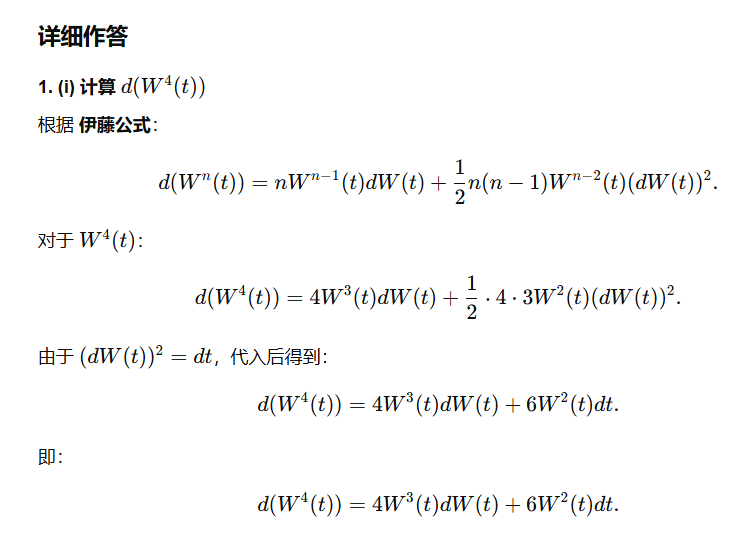 详细作答
1. (i) 计算 $d(W^4(t))$
根据 伊藤公式：
$$d(W^n(t)) = nW^{n-1}(t)dW(t) + \frac{1}{2}n(n-1)W^{n-2}(t)(dW(t))^2.$$
对于 $W^4(t)$：
$$d(W^4(t)) = 4W^3(t)dW(t) + \frac{1}{2} \cdot 4 \cdot 3W^2(t)(dW(t))^2.$$
由于 $(dW(t))^2 = dt$，代入后得到：
$$d(W^4(t)) = 4W^3(t)dW(t) + 6W^2(t)dt.$$
即：
$$d(W^4(t)) = 4W^3(t)dW(t) + 6W^2(t)dt.$$